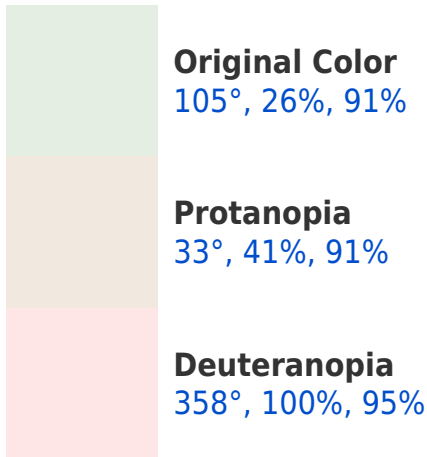 Original Color
105°, 26%, 91%
Protanopia
33°, 41%, 91%
Deuteranopia
358°, 100%, 95%